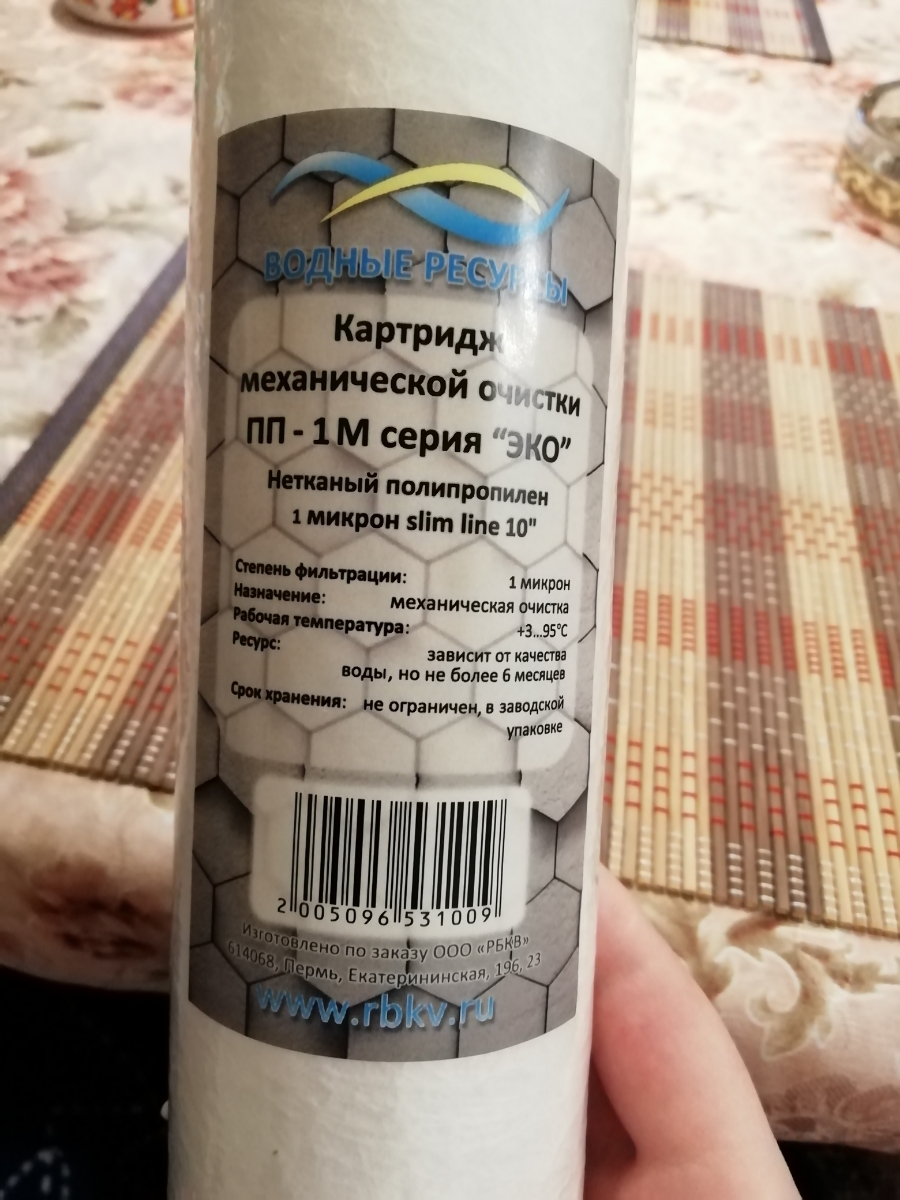 ВОДНЫЕ РЕСУРСЫ
Картридж
механической очистки
ПП - 1М серия “ЭКО”
Нетканый полипропилен
1 микрон slim line 10"
Степень фильтрации: 1 микрон
Назначение: механическая очистка
Рабочая температура: +3...95°C
Ресурс: зависит от качества
воды, но не более 6 месяцев
Срок хранения: не ограничен, в заводской
упаковке
2 005096 531009
Изготовлено по заказу ООО «РБКВ»
614068, Пермь, Екатерининская, 196, 23
www.rbkv.ru